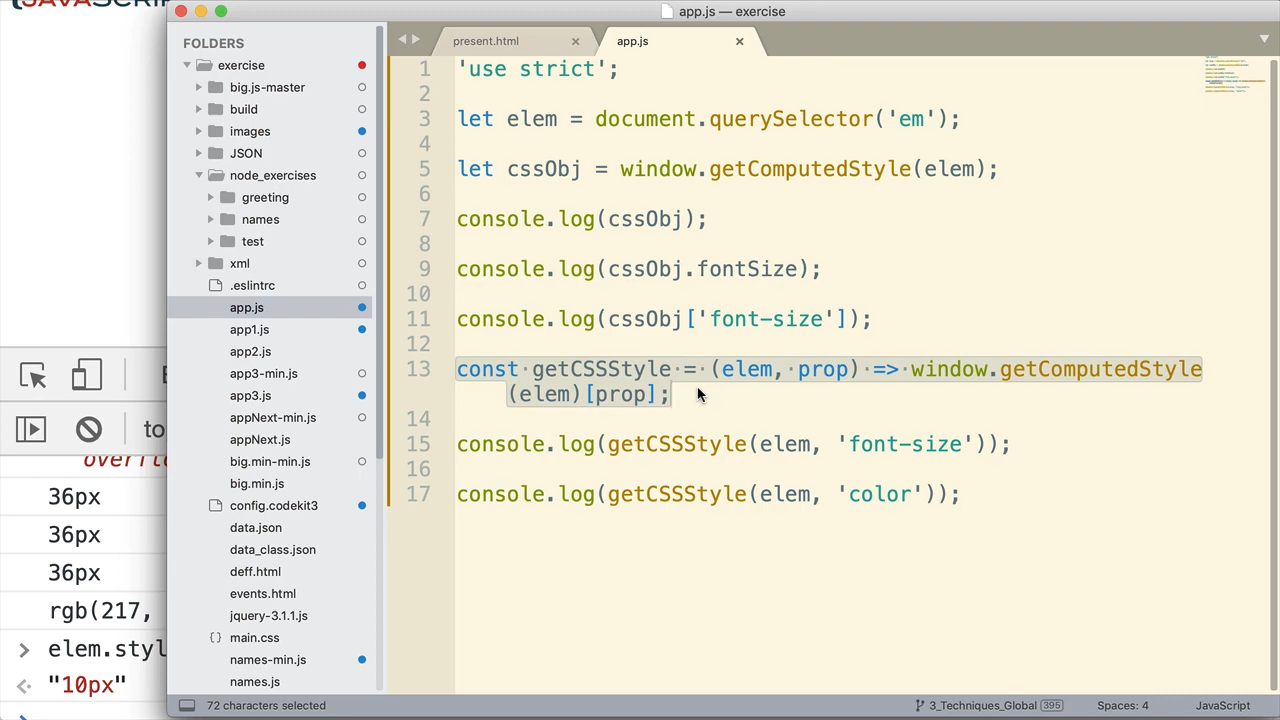 app.js — exercise
FOLDERS
exercise
big.js-master
build
images
JSON
node_exercises
greeting
names
test
xml
.eslintrc
app.js
app1.js
app2.js
app3-min.js
app3.js
appNext-min.js
appNext.js
big.min-min.js
big.min.js
config.codekit3
data.json
data_class.json
deff.html
events.html
jquery-3.1.1.js
main.css
names-min.js
names.js
present.html
app.js
1 'use strict';
2
3 let elem = document.querySelector('em');
4
5 let cssObj = window.getComputedStyle(elem);
6
7 console.log(cssObj);
8
9 console.log(cssObj.fontSize);
10
11 console.log(cssObj['font-size']);
12
13 const getCSSStyle = (elem, prop) => window.getComputedStyle
(elem)[prop];
14
15 console.log(getCSSStyle(elem, 'font-size'));
16
17 console.log(getCSSStyle(elem, 'color'));
to
36px
36px
36px
rgb(217,
elem.styl
"10px"
72 characters selected
3_Techniques_Global 395
Spaces: 4
JavaScript